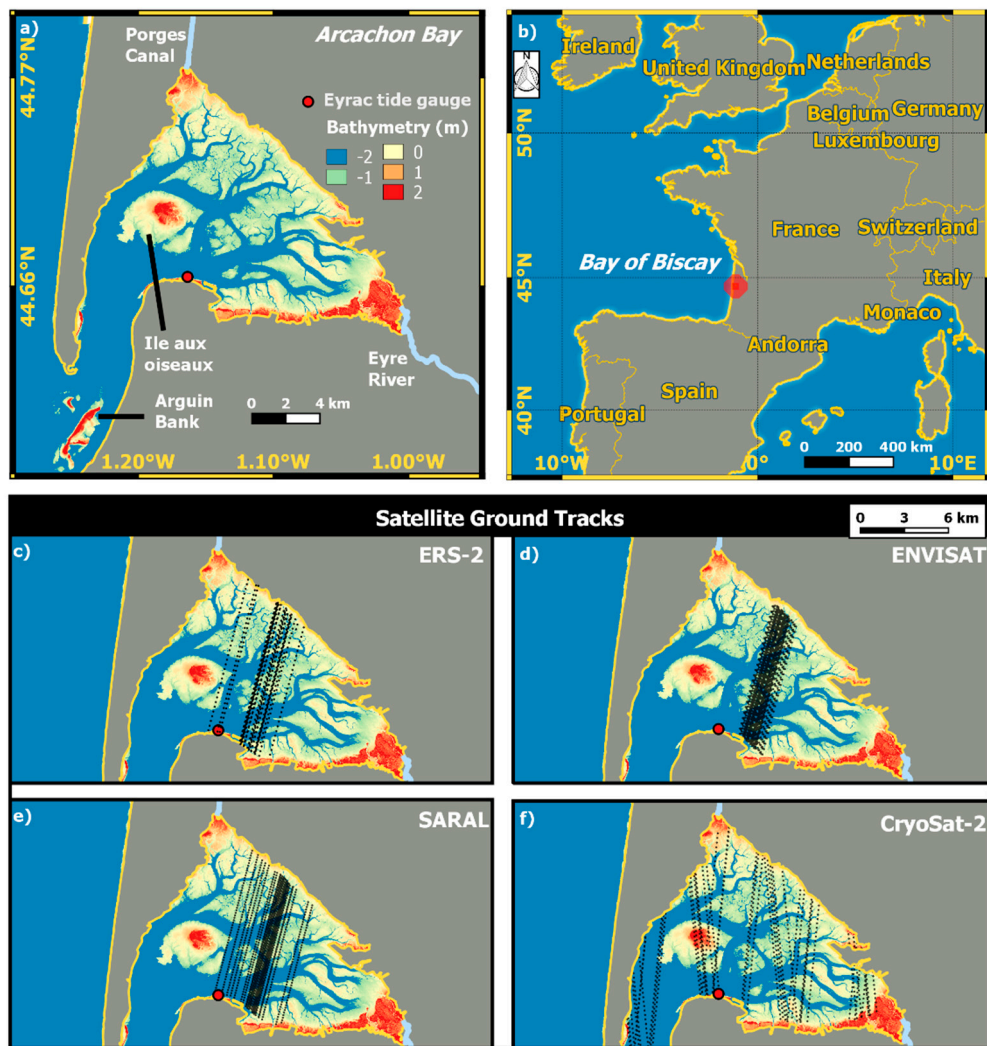 a)
Porges
Canal
Arcachon Bay
44.77°N
Eyrac tide gauge
Bathymetry (m)
-2
0
-1
1
2
44.66°N
Ile aux
oiseaux
Eyre
River
Arguin
Bank
0 2 4 km
1.20°W 1.10°W 1.00°W
b)
N
Ireland
United Kingdom
Netherlands
Belgium
Germany
Luxembourg
50°N
France
Switzerland
Bay of Biscay
45°N
Italy
Monaco
Andorra
Spain
Portugal
40°N
0 200 400 km
10°W 0° 10°E
Satellite Ground Tracks
0 3 6 km
c)
ERS-2
d)
ENVISAT
e)
SARAL
f)
CryoSat-2